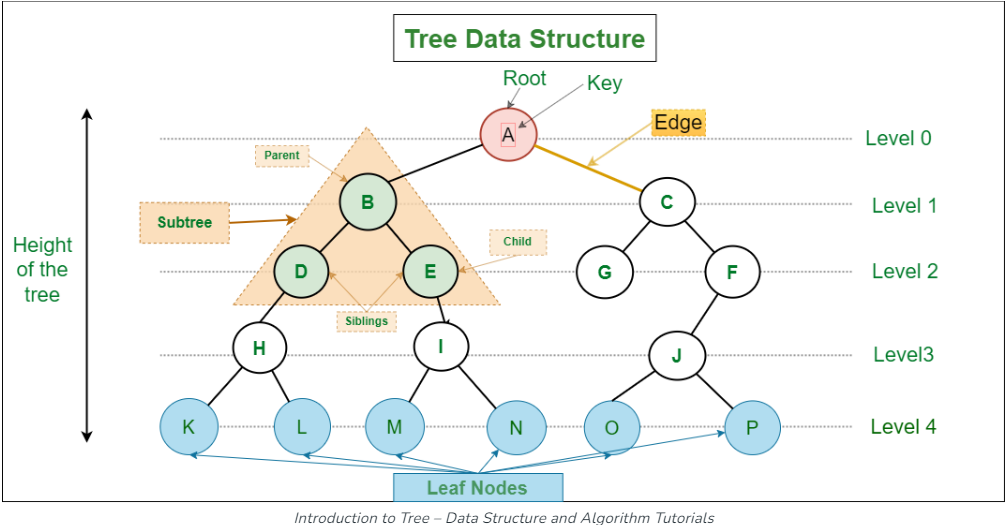 Tree Data Structure
Root
Key
A
Edge
Level 0
Parent
B
C
Level 1
Subtree
Child
Height
of the
tree
D
E
G
F
Level 2
Siblings
H
I
J
Level3
K
L
M
N
O
P
Level 4
Leaf Nodes
Introduction to Tree – Data Structure and Algorithm Tutorials